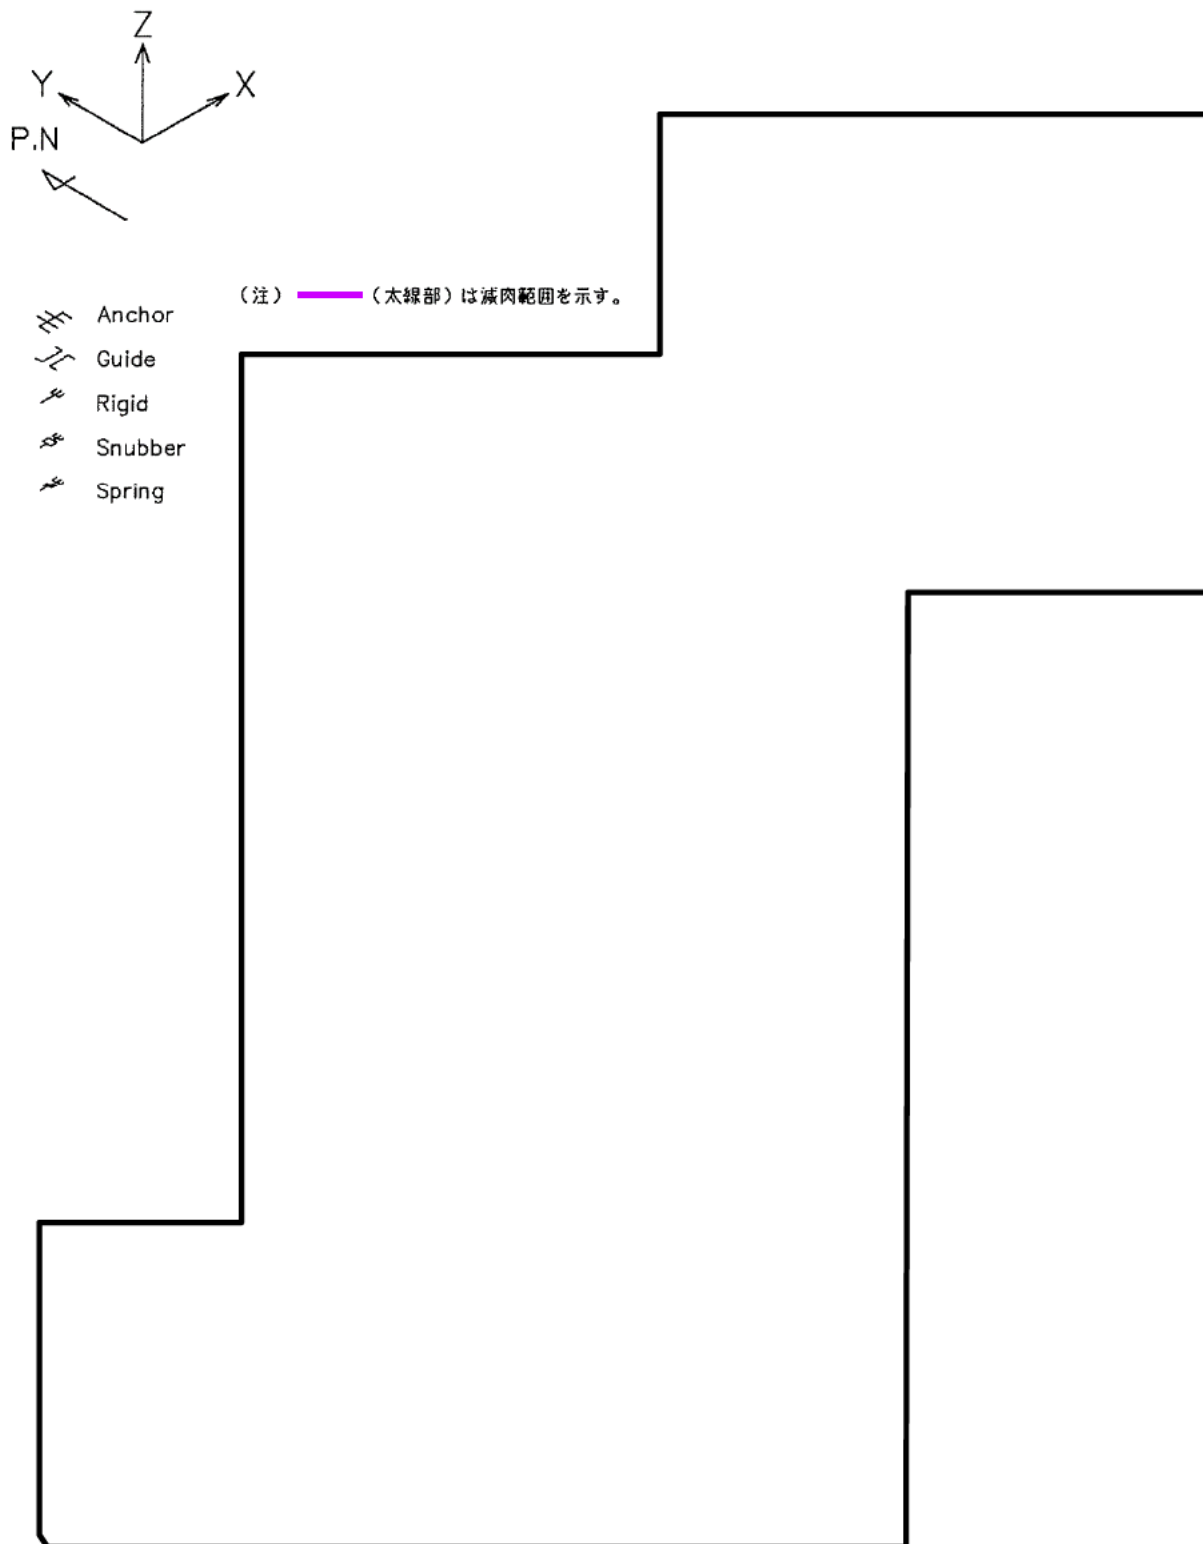 Z
Y
X
P.N
(注) (太線部)は減肉範囲を示す。
Anchor
Guide
Rigid
Snubber
Spring